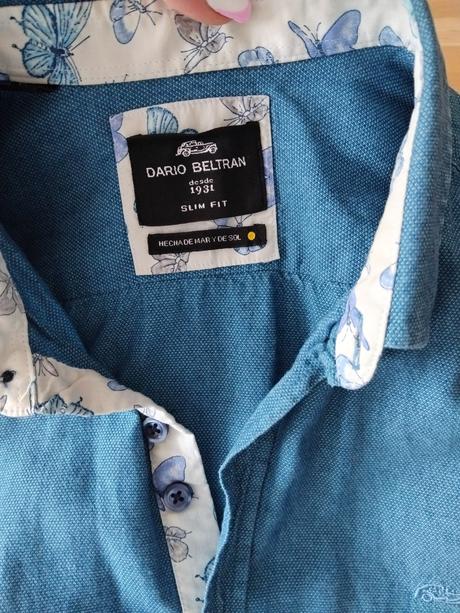 DARIO BELTRAN
desde
1931
SLIM FIT
HECHA DE MAR Y DE SOL